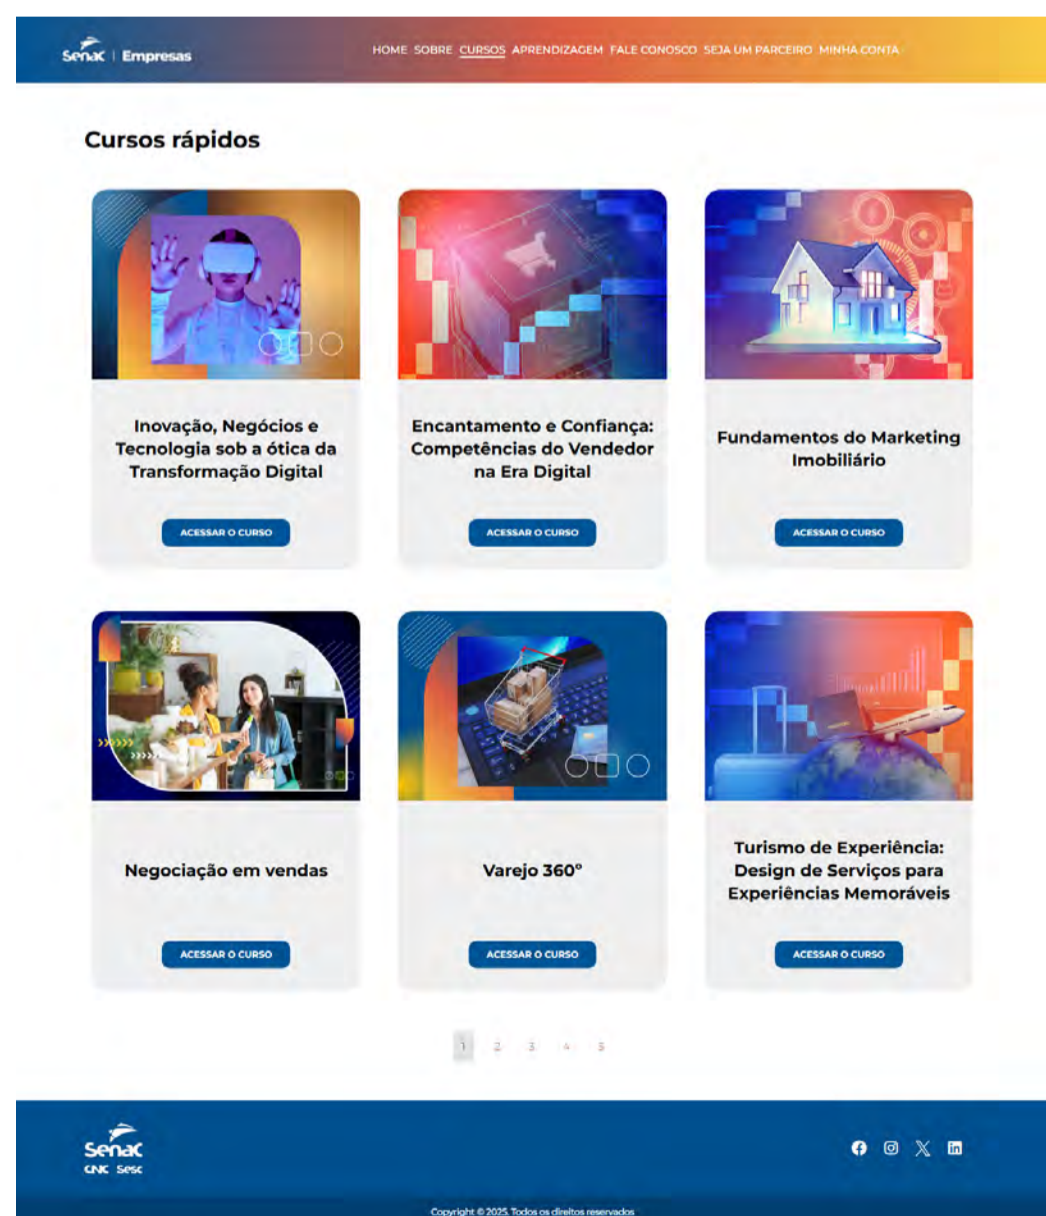 Senac | Empresas
HOME SOBRE CURSOS APRENDIZAGEM FALE CONOSCO SEJA UM PARCEIRO MINHA CONTA
Cursos rápidos
Inovação, Negócios e
Tecnologia sob a ótica da
Transformação Digital
ACESSAR O CURSO
Encantamento e Confiança:
Competências do Vendedor
na Era Digital
ACESSAR O CURSO
Fundamentos do Marketing
Imobiliário
ACESSAR O CURSO
Negociação em vendas
ACESSAR O CURSO
Varejo 360º
ACESSAR O CURSO
Turismo de Experiência:
Design de Serviços para
Experiências Memoráveis
ACESSAR O CURSO
1 2 3 4 5
Senac
CNC Sesc
Copyright © 2025. Todos os direitos reservados